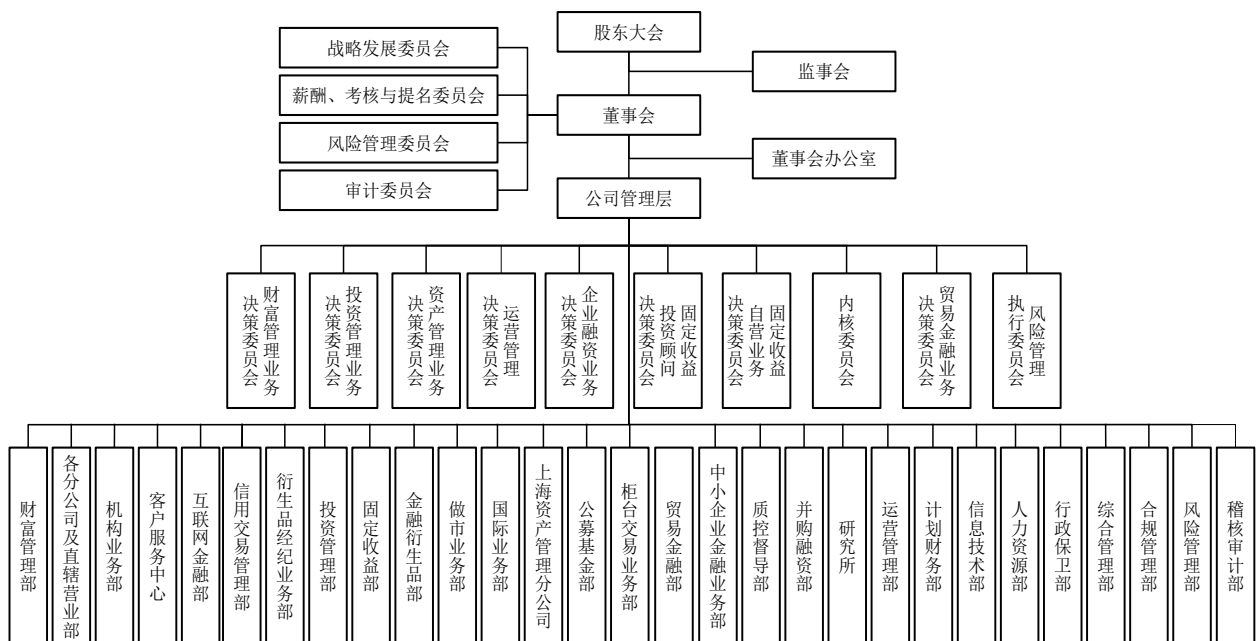 股东大会
战略发展委员会
监事会
薪酬、考核与提名委员会
董事会
风险管理委员会
董事会办公室
审计委员会
公司管理层
财富管理业务
决策委员会
投资管理业务
决策委员会
资产管理业务
决策委员会
运营管理
决策委员会
企业融资业务
决策委员会
固定收益
投资顾问
决策委员会
固定收益
自营业务
决策委员会
内核委员会
贸易金融业务
决策委员会
风险管理
执行委员会
财富管理部
各分公司及直辖营业部
机构业务部
客户服务中心
互联网金融部
信用交易管理部
衍生品经纪业务部
投资管理部
固定收益部
金融衍生品部
做市业务部
国际业务部
上海资产管理分公司
公募基金部
柜台交易业务部
贸易金融部
中小企业金融业务部
质控督导部
并购融资部
研究所
运营管理部
计划财务部
信息技术部
人力资源部
行政保卫部
综合管理部
合规管理部
风险管理部
稽核审计部